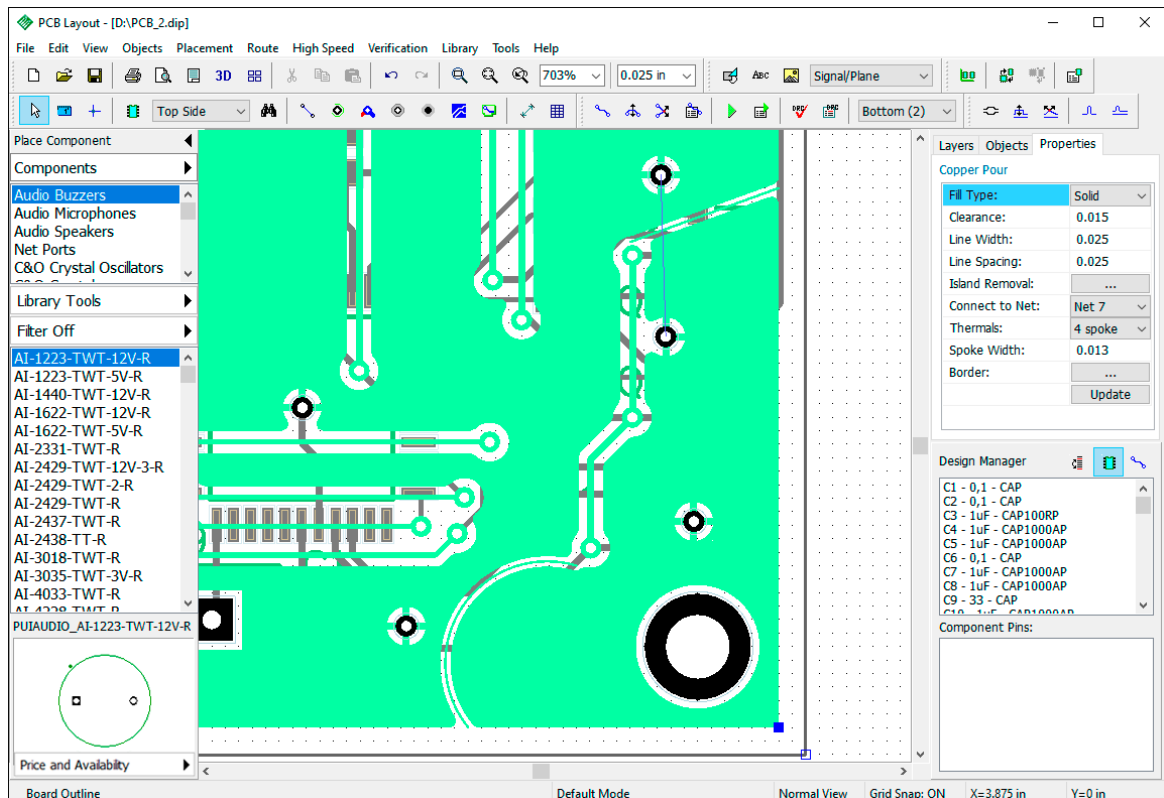 PCB Layout - [D:\PCB_2.dip]
File Edit View Objects Placement Route High Speed Verification Library Tools Help
3D 703% 0.025 in ABC Signal/Plane
Top Side DRC Bottom (2)
Place Component
Components
Audio Buzzers
Audio Microphones
Audio Speakers
Net Ports
C&O Crystal Oscillators
Library Tools
Filter Off
AI-1223-TWT-12V-R
AI-1223-TWT-5V-R
AI-1440-TWT-12V-R
AI-1622-TWT-12V-R
AI-1622-TWT-5V-R
AI-2331-TWT-R
AI-2429-TWT-12V-3-R
AI-2429-TWT-2-R
AI-2429-TWT-R
AI-2437-TWT-R
AI-2438-TT-R
AI-3018-TWT-R
AI-3035-TWT-3V-R
AI-4033-TWT-R
AI-4228-TWT-R
PUIAUDIO_AI-1223-TWT-12V-R
Price and Availability
Layers Objects Properties
Copper Pour
Fill Type: Solid
Clearance: 0.015
Line Width: 0.025
Line Spacing: 0.025
Island Removal: ...
Connect to Net: Net 7
Thermals: 4 spoke
Spoke Width: 0.013
Border: ...
Update
Design Manager
C1 - 0,1 - CAP
C2 - 0,1 - CAP
C3 - 1uF - CAP100RP
C4 - 1uF - CAP1000AP
C5 - 1uF - CAP1000AP
C6 - 0,1 - CAP
C7 - 1uF - CAP1000AP
C8 - 1uF - CAP1000AP
C9 - 33 - CAP
C10 - 1uF - CAP1000AP
Component Pins:
Board Outline Default Mode Normal View Grid Snap: ON X=3.875 in Y=0 in